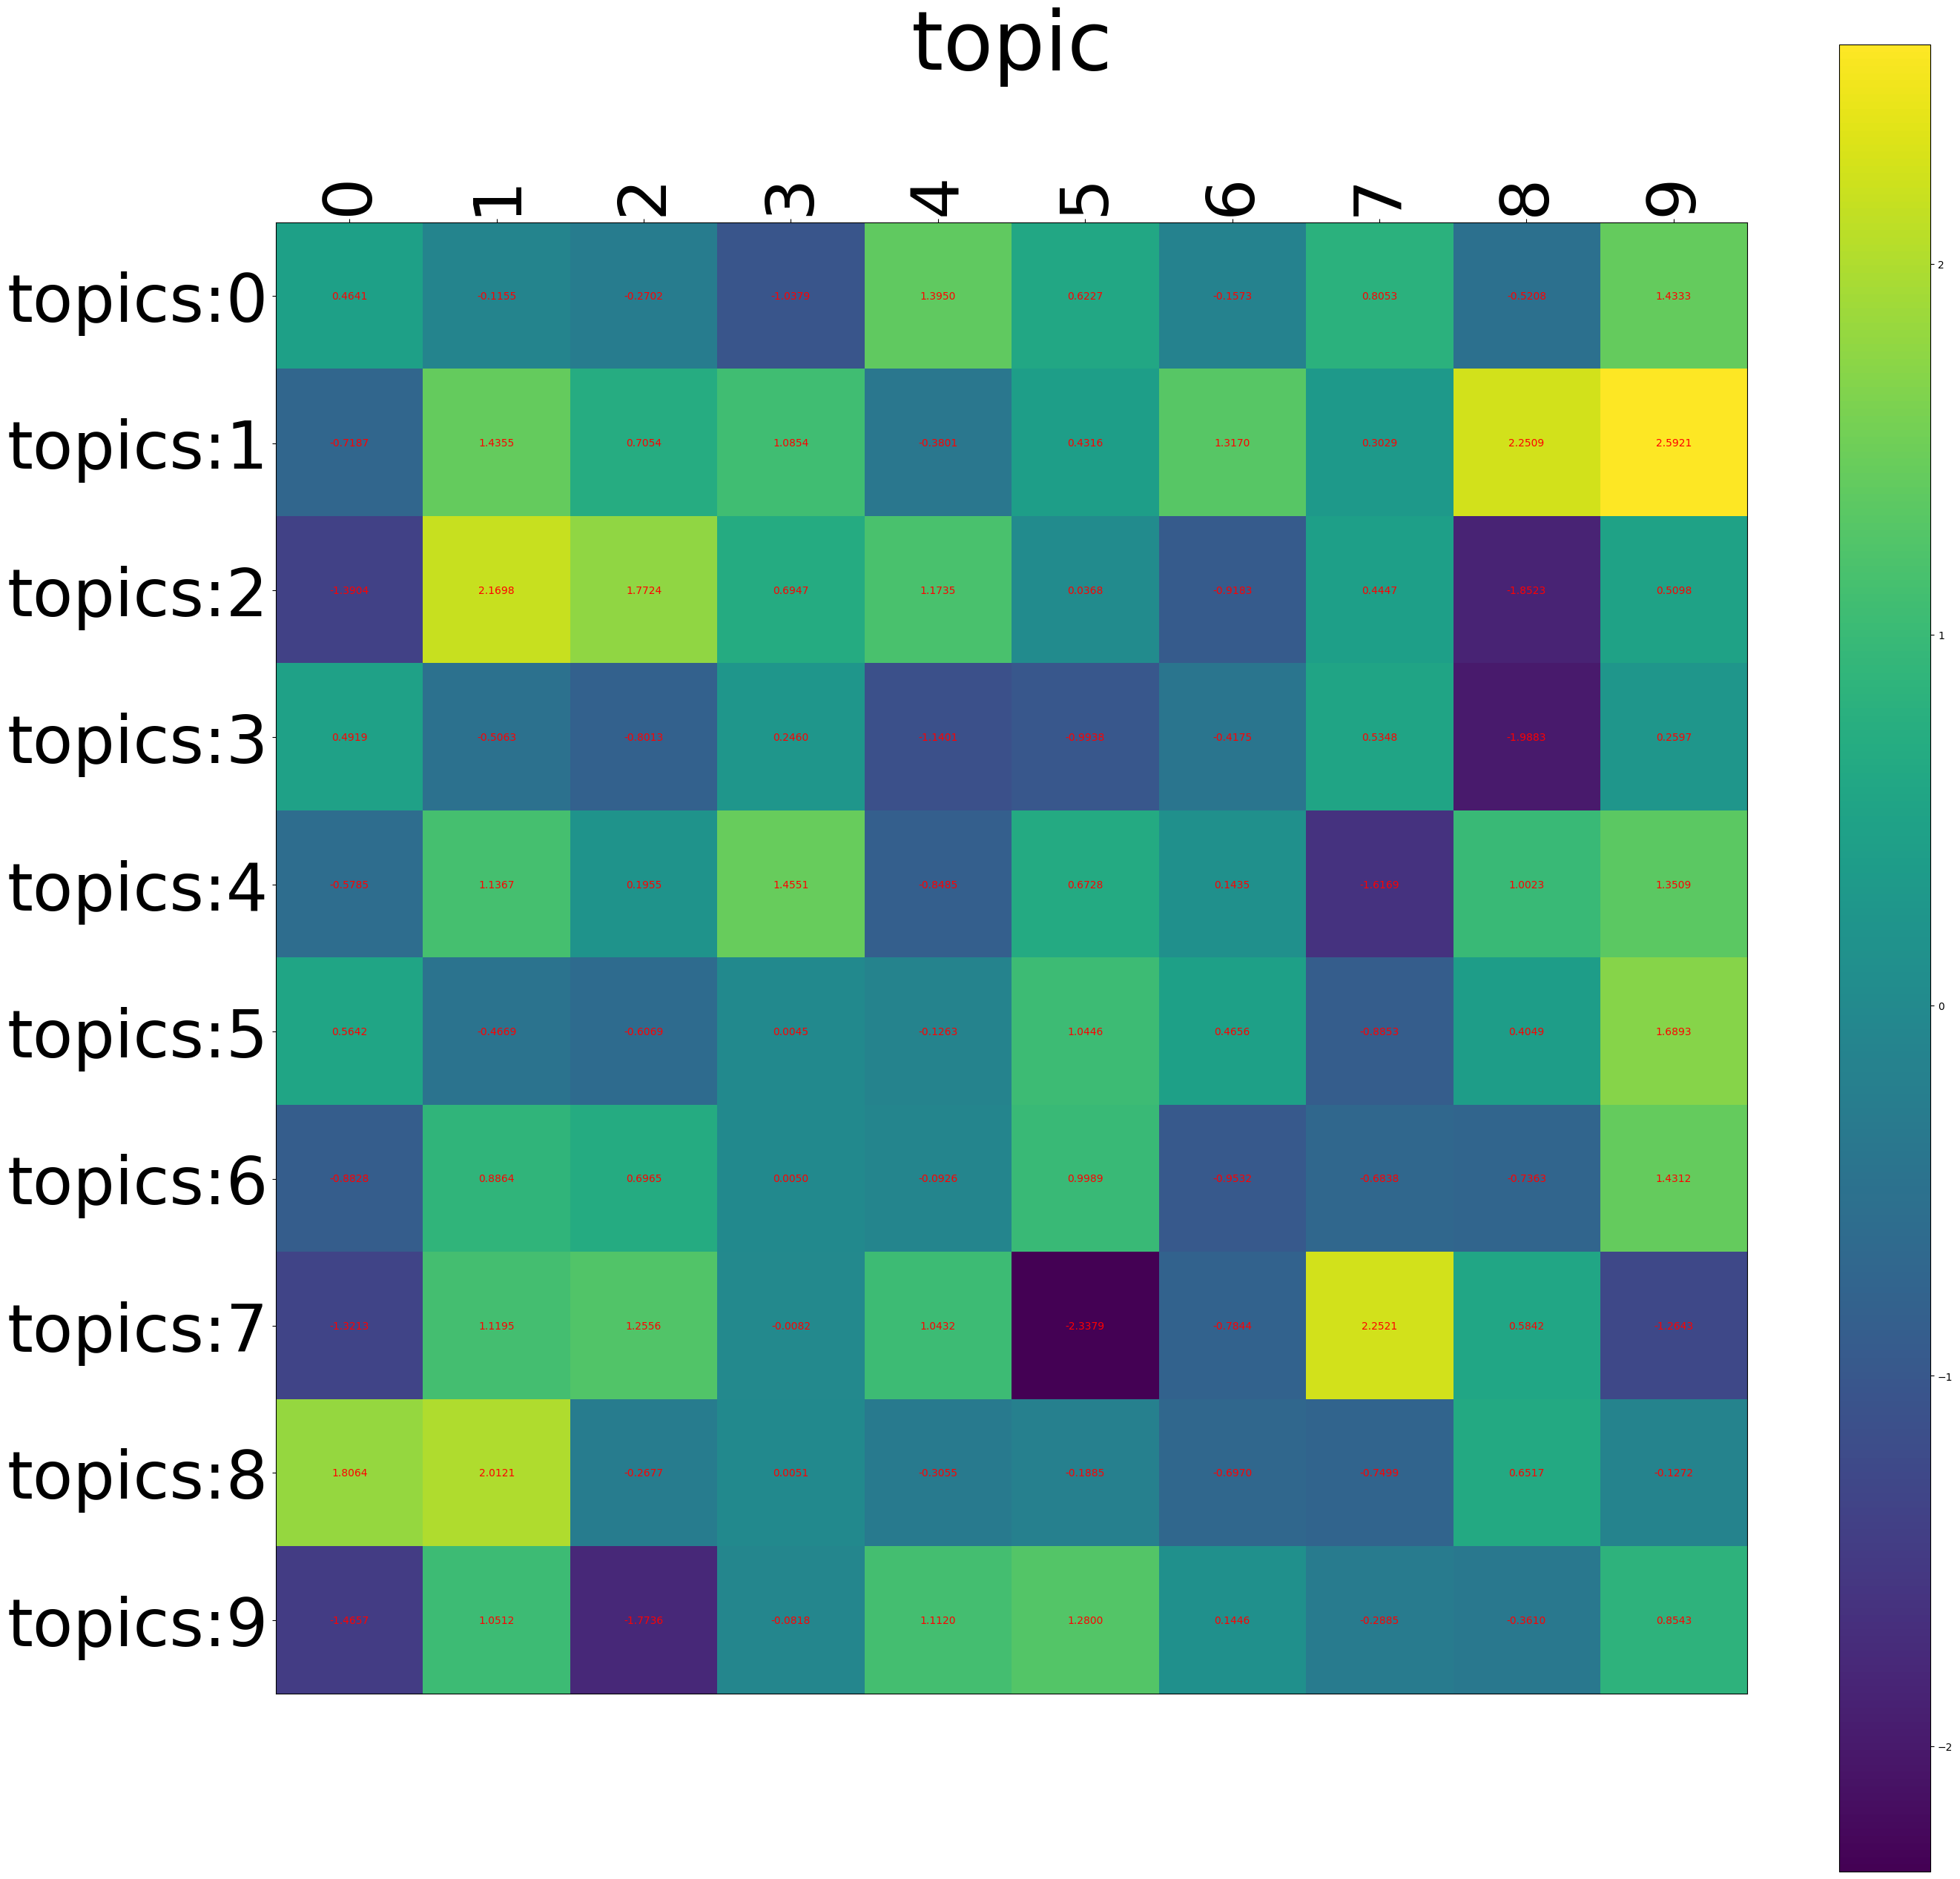 topic
0 1 2 3 4 5 6 7 8 9
topics:0 0.4641 -0.1155 -0.2702 1.3950 0.6227 -0.1573 0.8053 -0.5208 1.4333
topics:1 -0.7187 1.4355 0.7054 1.0854 -0.3801 0.4316 1.3170 0.3029 2.2509 2.5921
topics:2 2.1698 1.7724 0.6947 1.1735 0.0368 0.4447 -1.8523 0.5098
topics:3 0.4919 -0.5063 0.2460 -0.4175 0.5348 -1.9883 0.2597
topics:4 -0.5785 1.1367 0.1955 1.4551 0.6728 0.1435 1.0023 1.3509
topics:5 0.5642 -0.4669 -0.6069 0.0045 -0.1263 1.0446 0.4656 0.4049 1.6893
topics:6 0.8864 0.6965 0.0050 -0.0926 0.9989 -0.6838 -0.7365 1.4312
topics:7 1.1195 1.2556 -0.0082 1.0432 -2.3379 2.2521 0.5842
topics:8 1.8064 2.0121 -0.2677 0.0051 -0.3055 -0.1885 -0.6970 -0.7498 0.6517 -0.1272
topics:9 1.0512 -1.7736 -0.0818 1.1120 1.2800 0.1446 -0.2885 -0.3610 0.8543
2
1
0
−1
−2